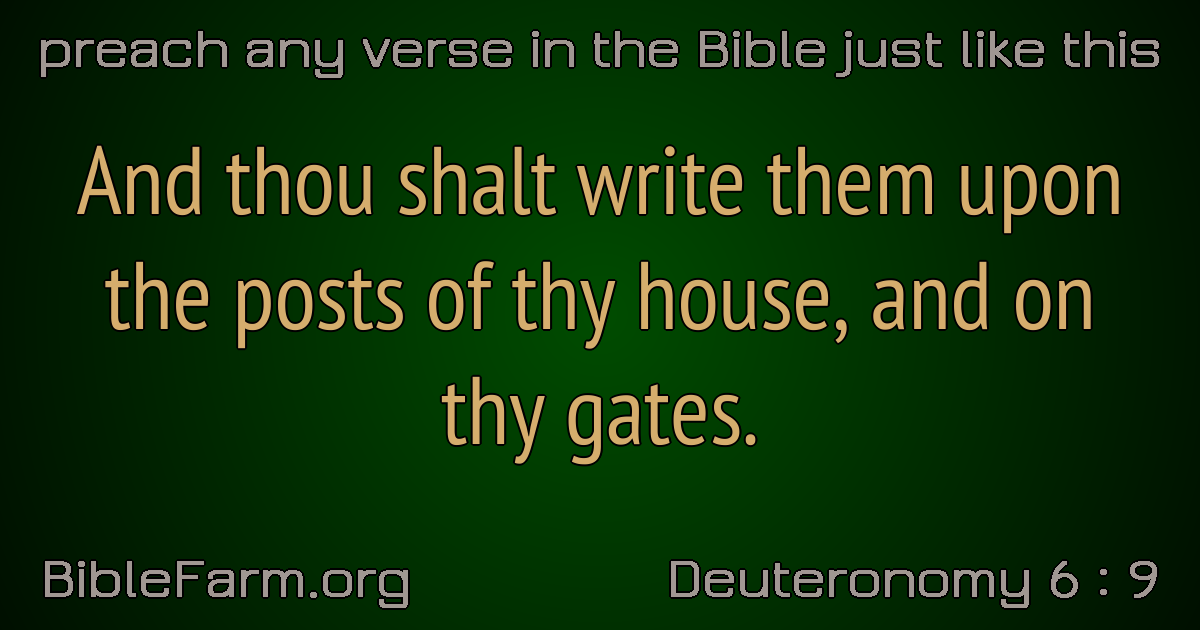 preach any verse in the Bible just like this
And thou shalt write them upon
the posts of thy house, and on
thy gates.
BibleFarm.org
Deuteronomy 6 : 9